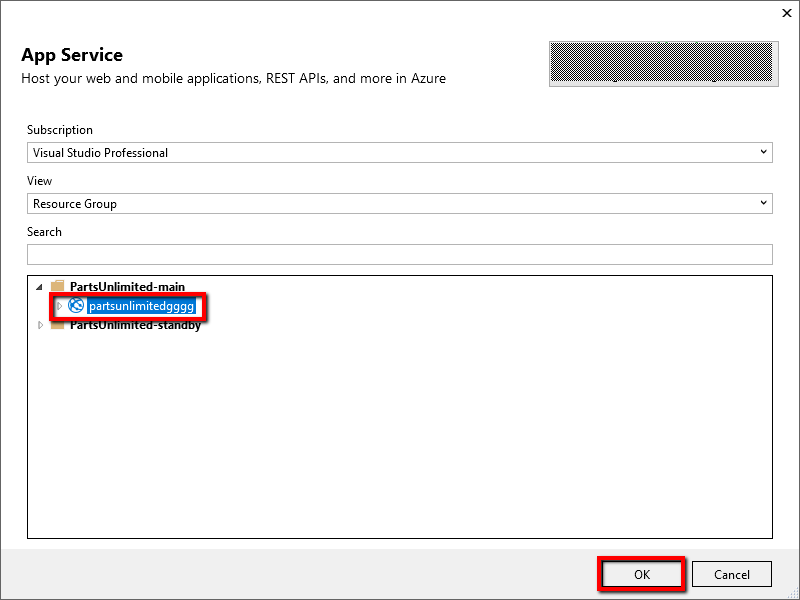 App Service
Host your web and mobile applications, REST APIs, and more in Azure
Subscription
Visual Studio Professional
View
Resource Group
Search
PartsUnlimited-main
partsunlimitedgggg
PartsUnlimited-standby
OK Cancel